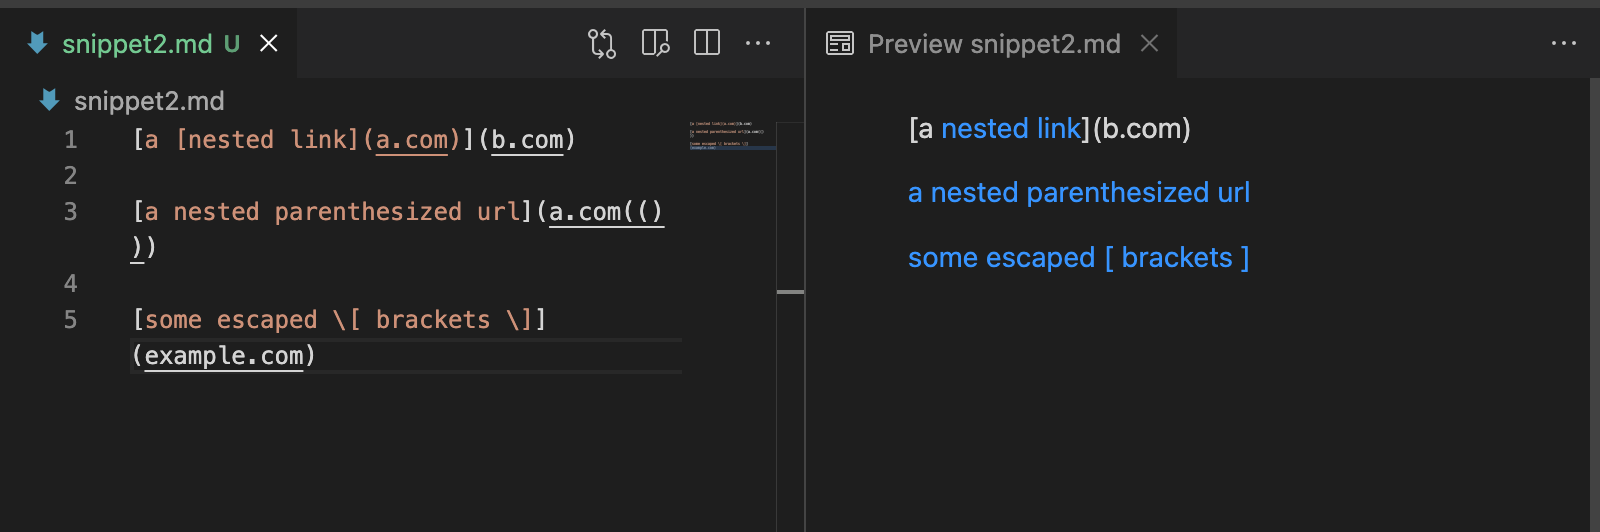 snippet2.md U
Preview snippet2.md
snippet2.md
1 [a [nested link](a.com)](b.com)
2
3 [a nested parenthesized url](a.com(()
))
4
5 [some escaped \[ brackets \]]
(example.com)
[a nested link](b.com)
a nested parenthesized url
some escaped [ brackets ]